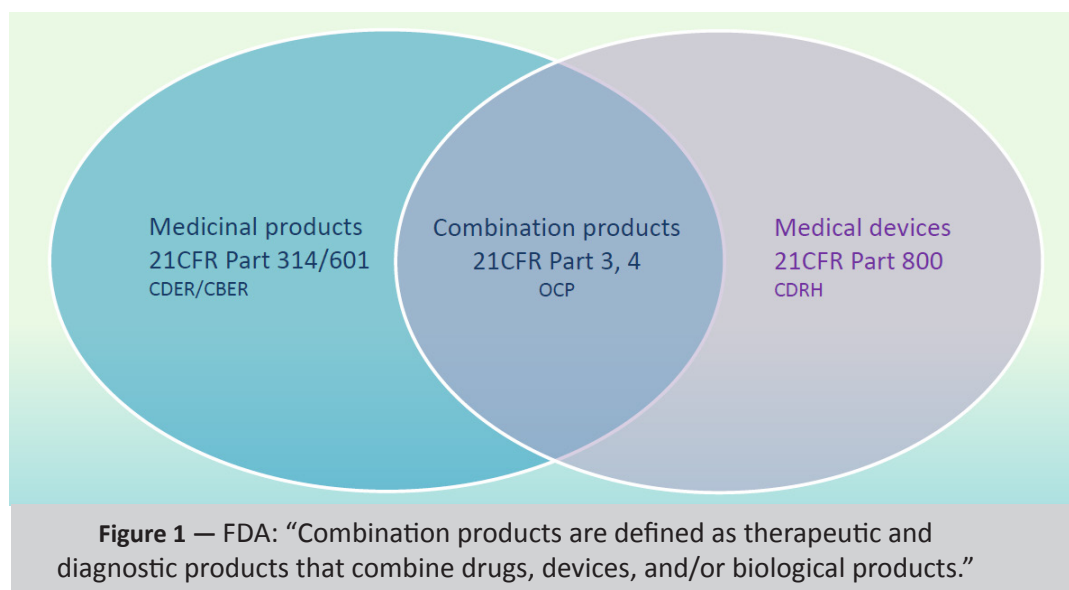 Medicinal products
21CFR Part 314/601
CDER/CBER
Combination products
21CFR Part 3, 4
OCP
Medical devices
21CFR Part 800
CDRH
Figure 1 — FDA: “Combination products are defined as therapeutic and
diagnostic products that combine drugs, devices, and/or biological products.”